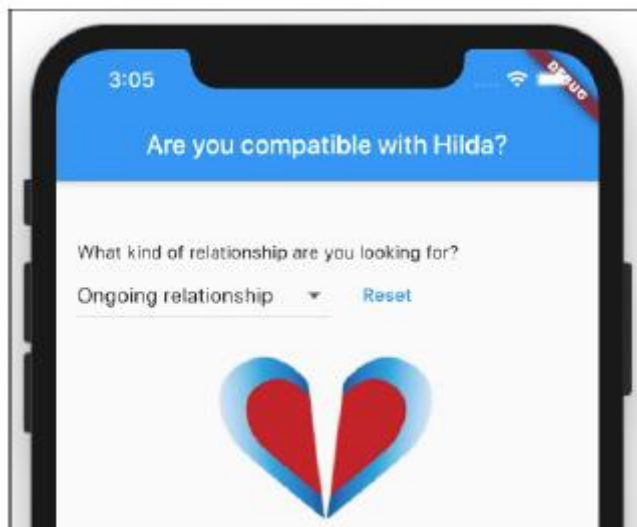 3:05
DEBUG
Are you compatible with Hilda?
What kind of relationship are you looking for?
Ongoing relationship
Reset